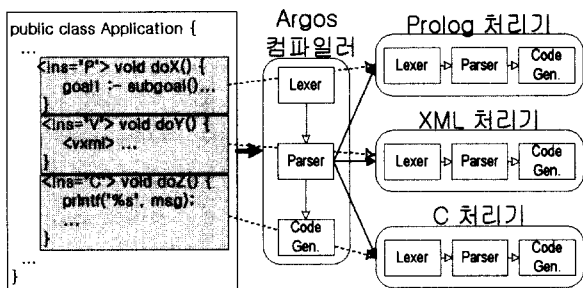 public class Application {
...
<ins="P"> void doX() {
goal1 :- subgoal()...
}
<ins="V"> void doY() {
<vxml> ...
}
<ins="C"> void doZ() {
printf("%s", msg);
...
}
...
}
Argos
컴파일러
Lexer
Parser
Code
Gen.
Prolog 처리기
Lexer
Parser
Code
Gen.
XML 처리기
Lexer
Parser
Code
Gen.
C 처리기
Lexer
Parser
Code
Gen.